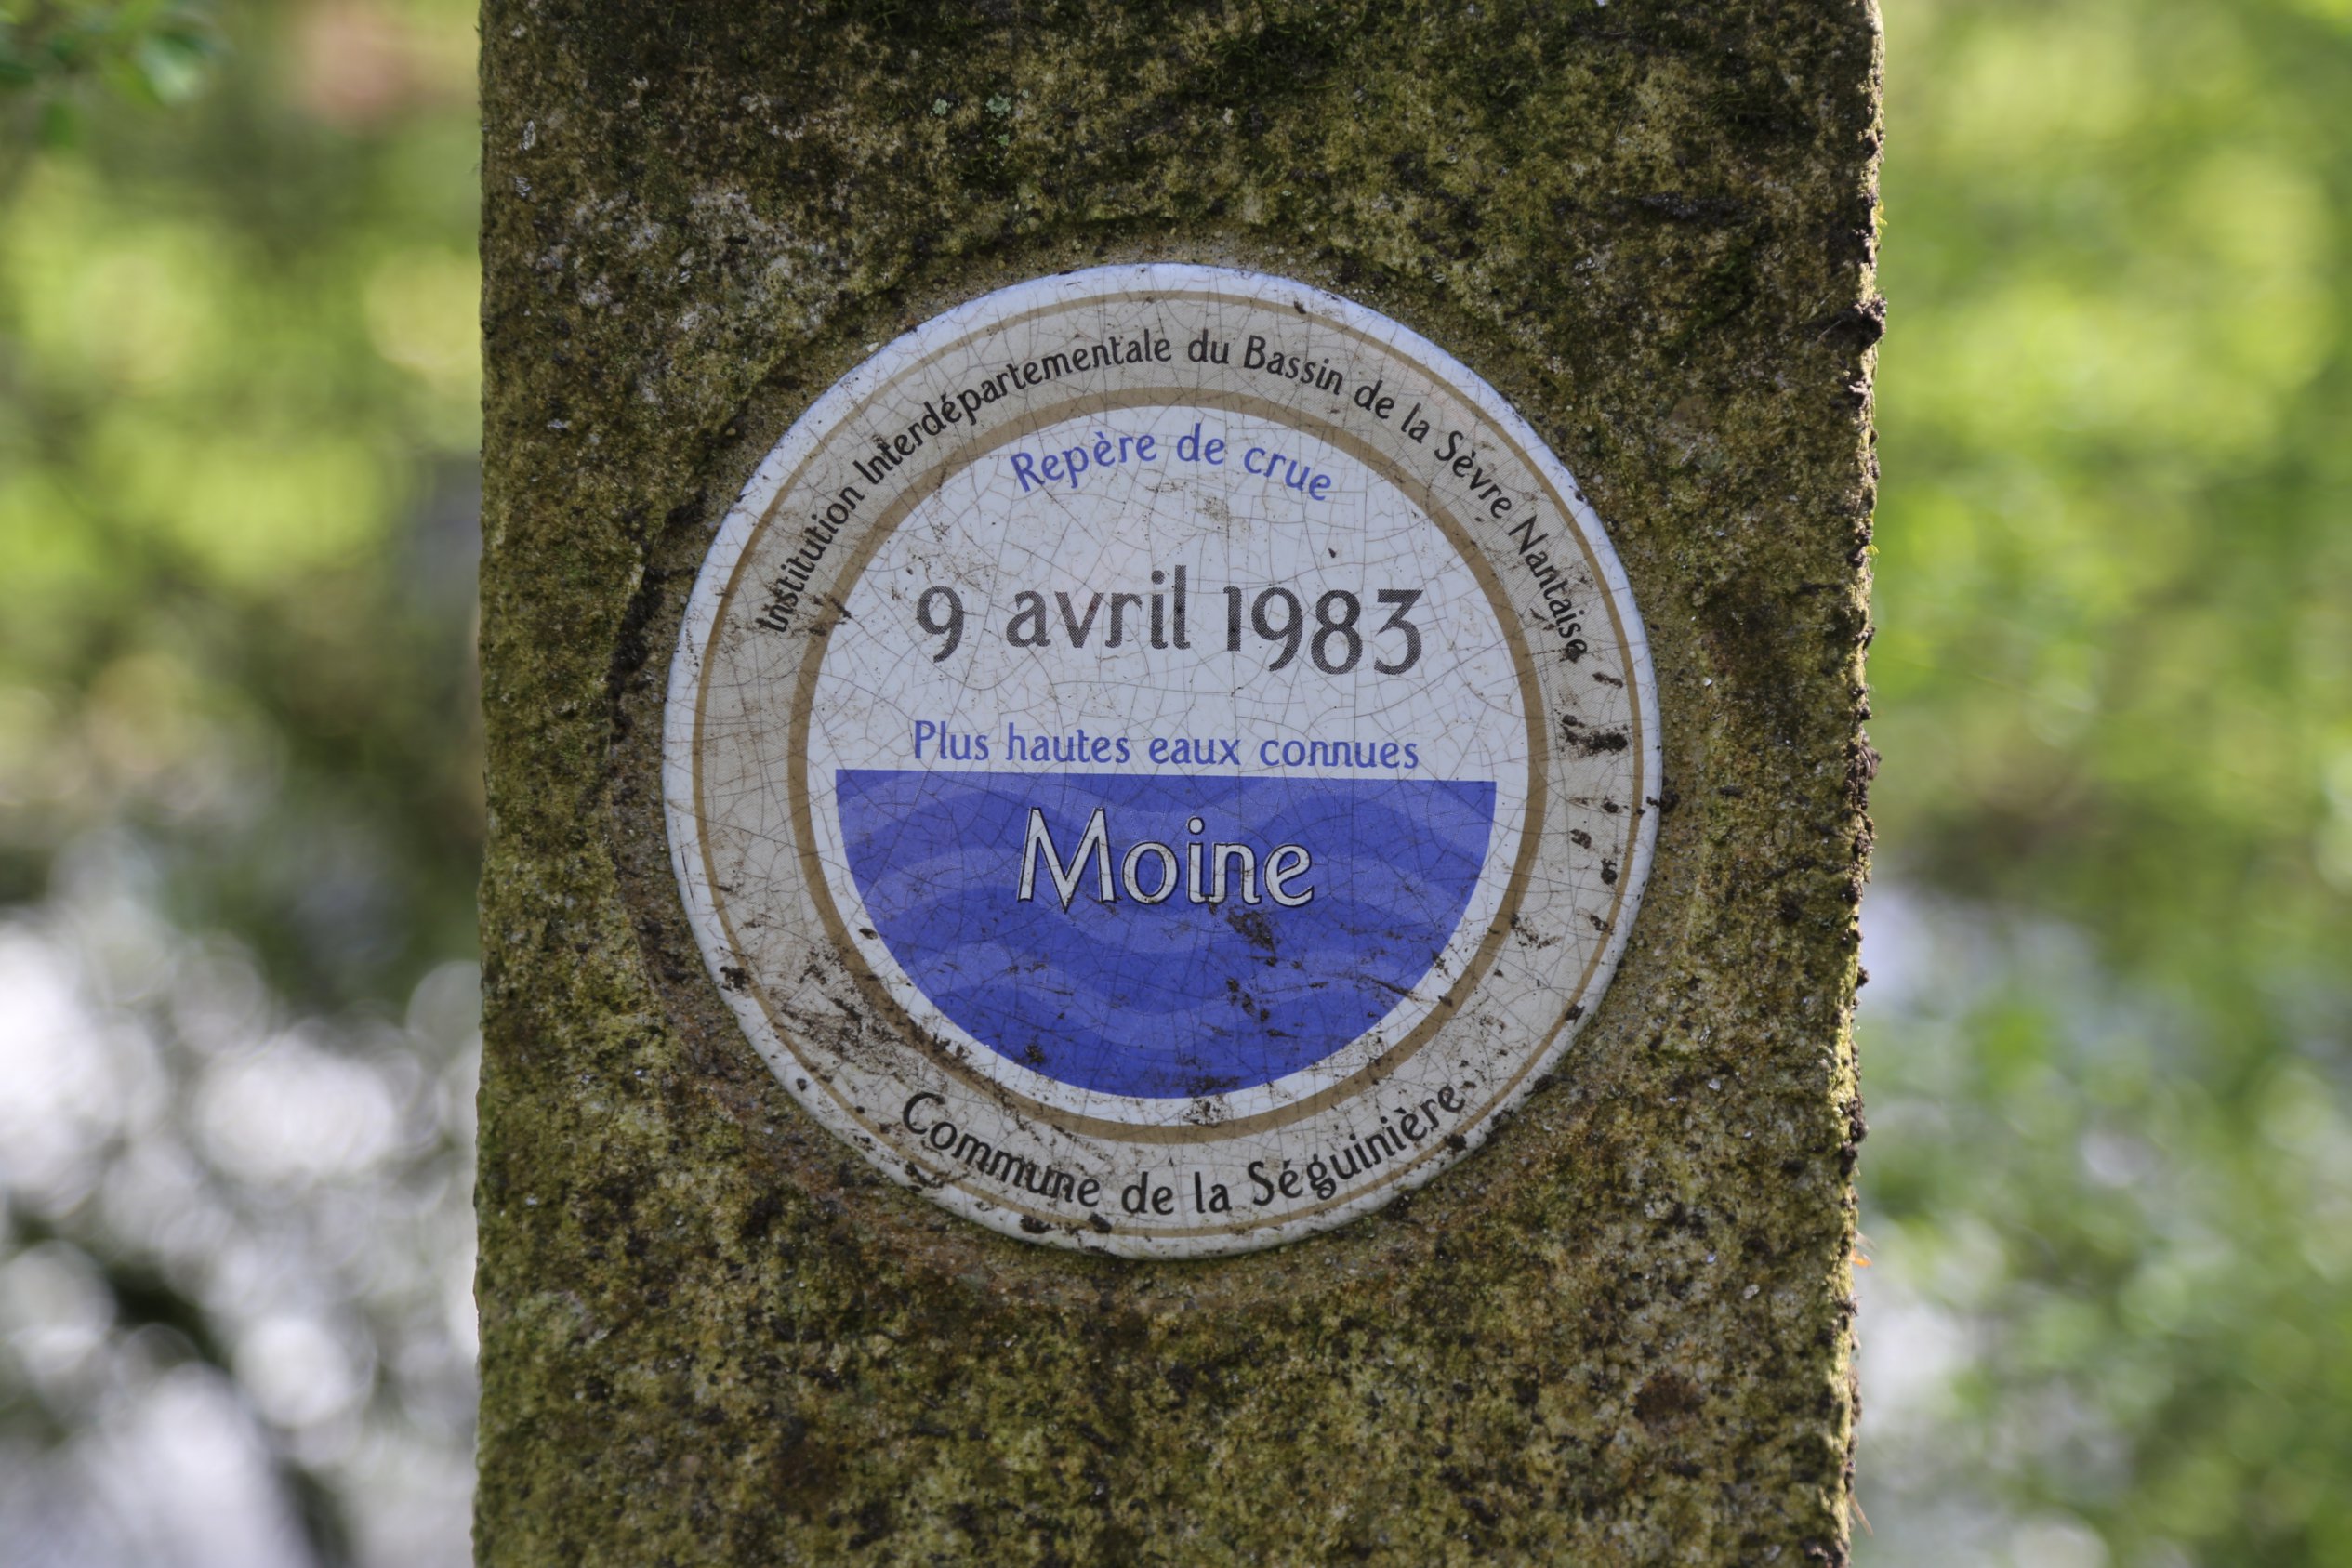 Institution Interdépartementale du Bassin de la Sèvre Nantaise
Repère de crue
9 avril 1983
Plus hautes eaux connues
Moine
Commune de la Séguinière